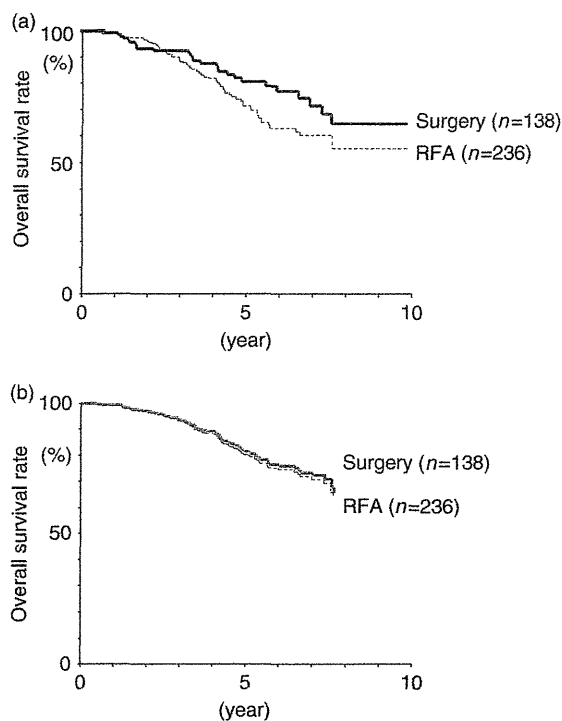 (a)
100
(%)
50
0
Overall survival rate
Surgery (n=138)
RFA (n=236)
0 5 10
(year)
(b)
100
(%)
50
0
Overall survival rate
Surgery (n=138)
RFA (n=236)
0 5 10
(year)